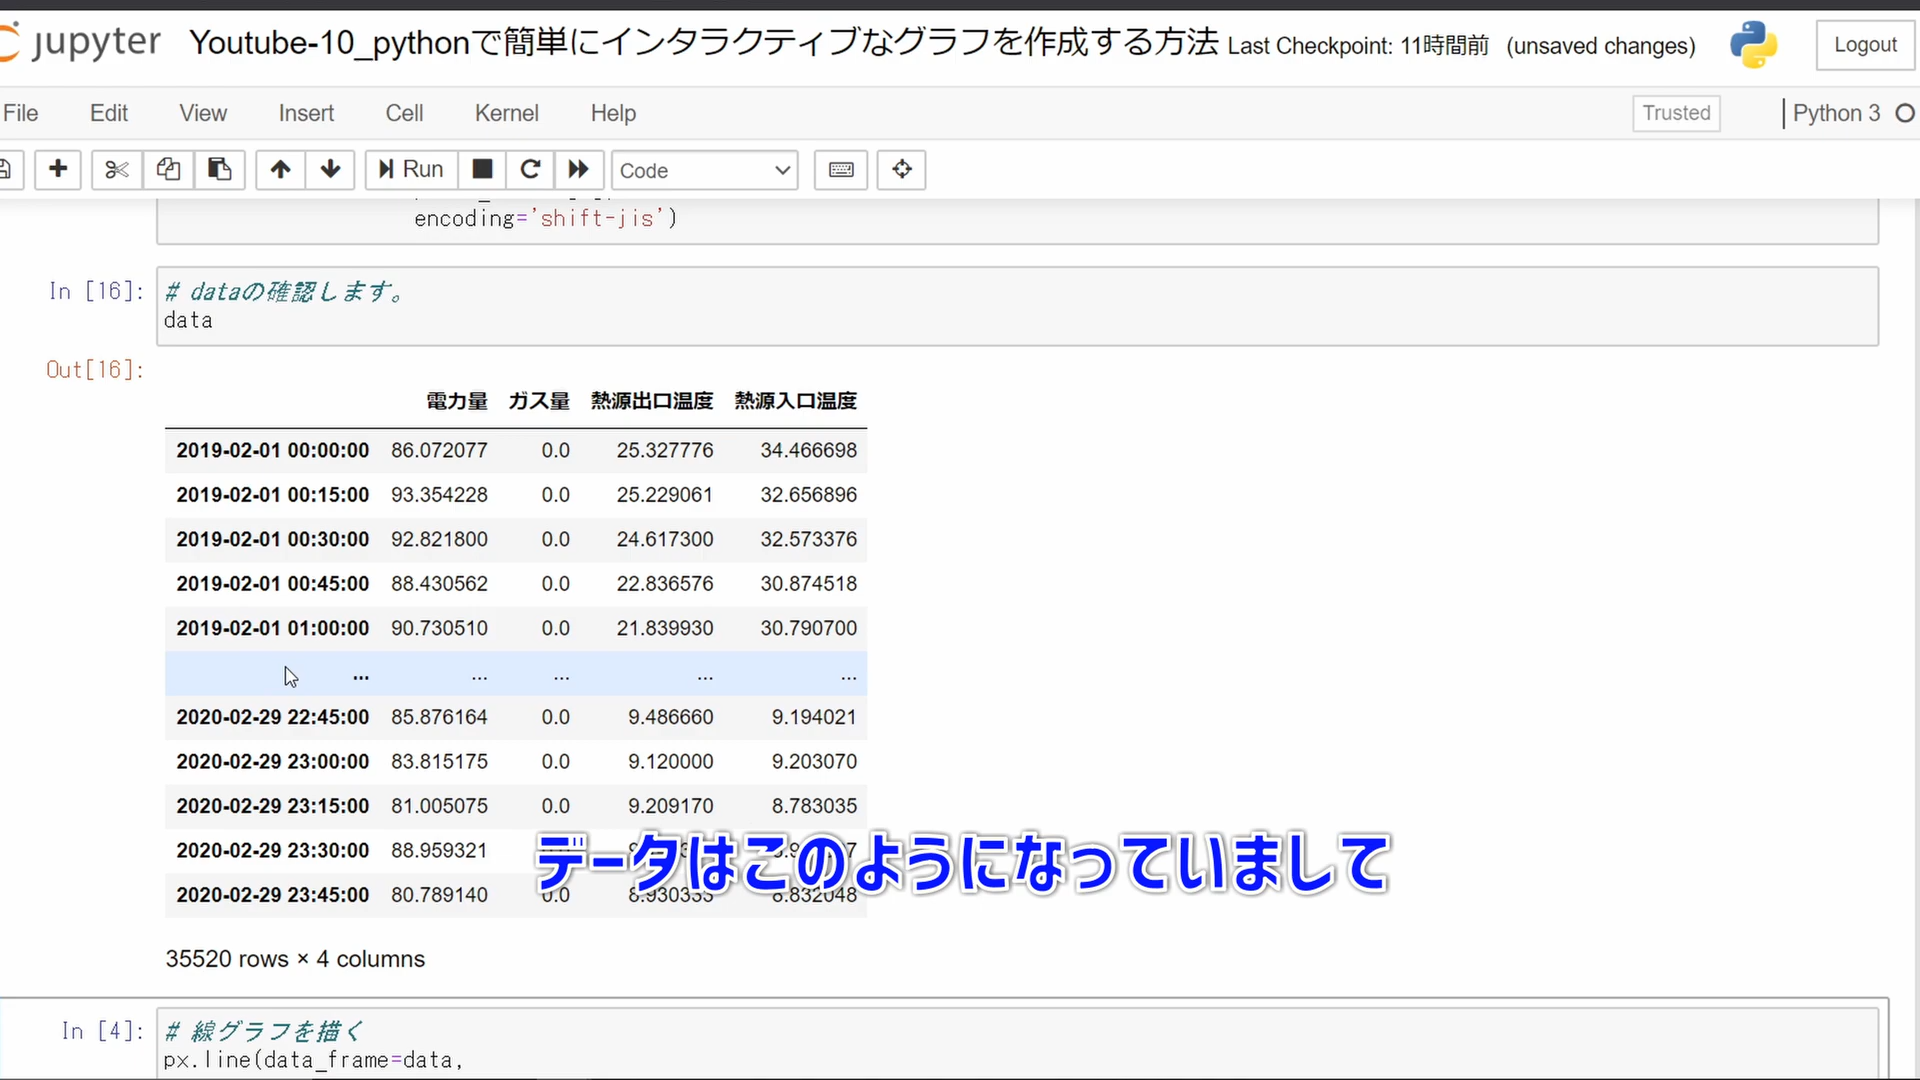 jupyter Youtube-10_pythonで簡単にインタラクティブなグラフを作成する方法 Last Checkpoint: 11時間前 (unsaved changes) Logout
File Edit View Insert Cell Kernel Help Trusted Python 3
Run Code
encoding='shift-jis')
In [16]: # dataの確認します。
data
Out[16]:
電力量 ガス量 熱源出口温度 熱源入口温度
2019-02-01 00:00:00 86.072077 0.0 25.327776 34.466698
2019-02-01 00:15:00 93.354228 0.0 25.229061 32.656896
2019-02-01 00:30:00 92.821800 0.0 24.617300 32.573376
2019-02-01 00:45:00 88.430562 0.0 22.836576 30.874518
2019-02-01 01:00:00 90.730510 0.0 21.839930 30.790700
... ... ... ... ...
2020-02-29 22:45:00 85.876164 0.0 9.486660 9.194021
2020-02-29 23:00:00 83.815175 0.0 9.120000 9.203070
2020-02-29 23:15:00 81.005075 0.0 9.209170 8.783035
2020-02-29 23:30:00 88.959321
データはこのようになっていまして
2020-02-29 23:45:00 80.789140 0.0 8.930333 8.832048
35520 rows × 4 columns
In [4]: # 線グラフを描く
px.line(data_frame=data,